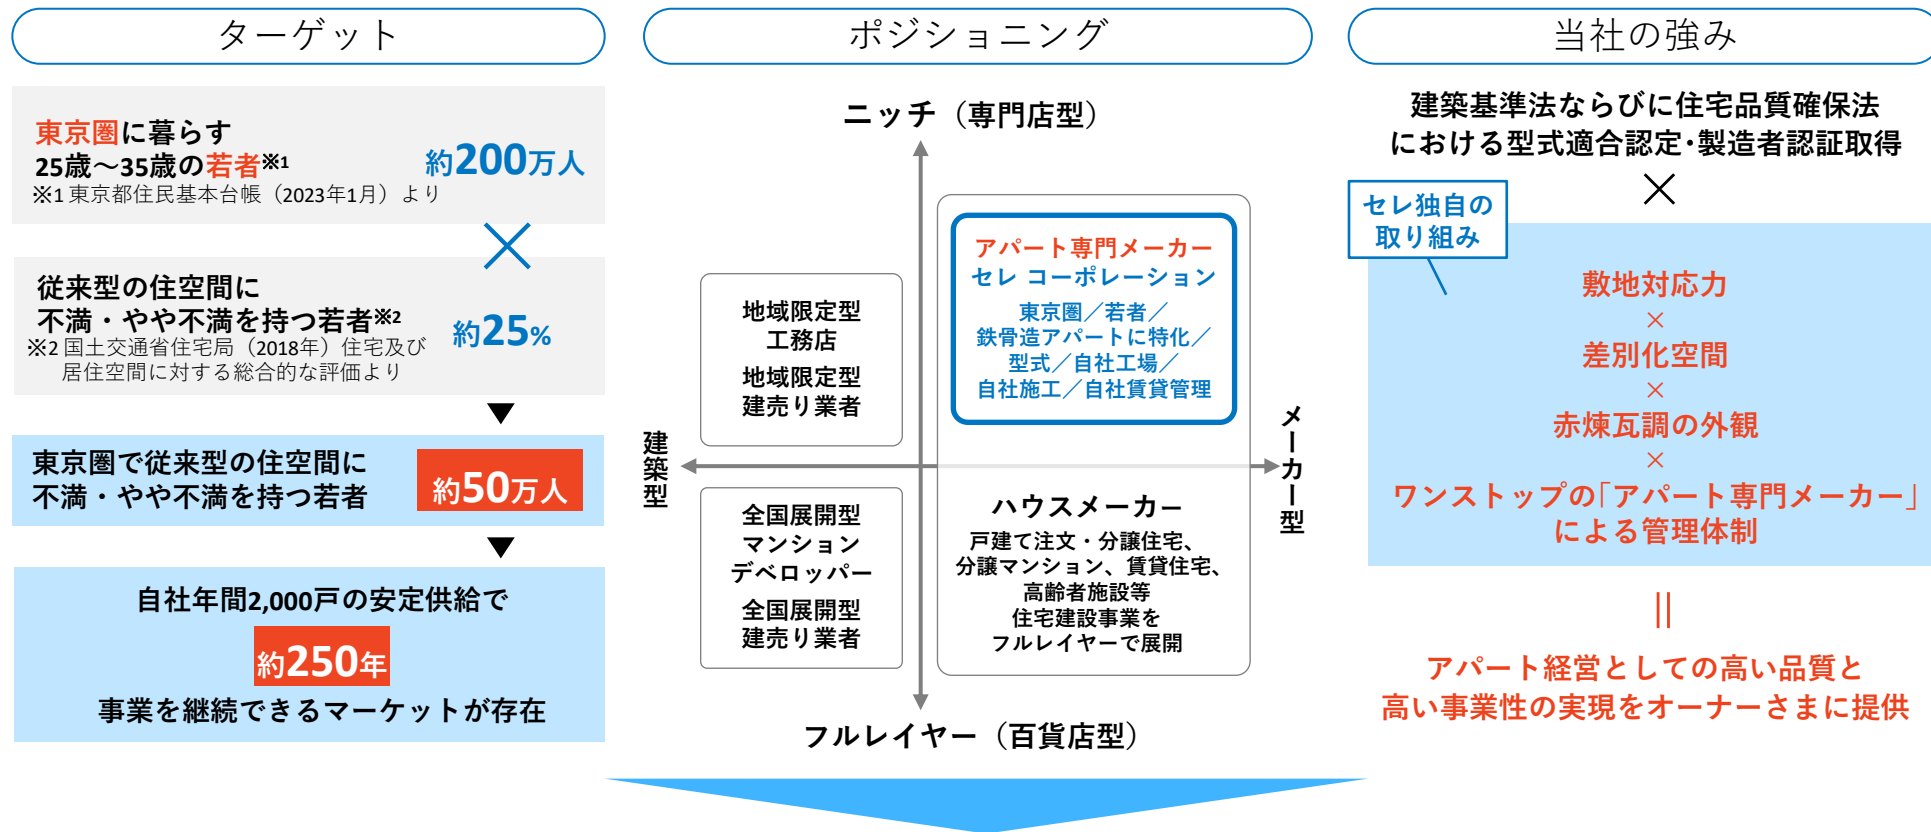 ターゲット
東京圏に暮らす
25歳～35歳の若者※1
約200万人
※1 東京都住民基本台帳（2023年1月）より
×
従来型の住空間に
不満・やや不満を持つ若者※2
約25%
※2 国土交通省住宅局（2018年）住宅及び
居住空間に対する総合的な評価より
▼
東京圏で従来型の住空間に
不満・やや不満を持つ若者
約50万人
▼
自社年間2,000戸の安定供給で
約250年
事業を継続できるマーケットが存在
ポジショニング
ニッチ（専門店型）
アパート専門メーカー
セレ コーポレーション
東京圏／若者／
鉄骨造アパートに特化／
型式／自社工場／
自社施工／自社賃貸管理
地域限定型
工務店
地域限定型
建売り業者
建築型
メーカー型
全国展開型
マンション
デベロッパー
全国展開型
建売り業者
ハウスメーカー
戸建て注文・分譲住宅、
分譲マンション、賃貸住宅、
高齢者施設等
住宅建設事業を
フルレイヤーで展開
フルレイヤー（百貨店型）
当社の強み
建築基準法ならびに住宅品質確保法
における型式適合認定・製造者認証取得
×
セレ独自の
取り組み
敷地対応力
×
差別化空間
×
赤煉瓦調の外観
×
ワンストップの「アパート専門メーカー」
による管理体制
||
アパート経営としての高い品質と
高い事業性の実現をオーナーさまに提供